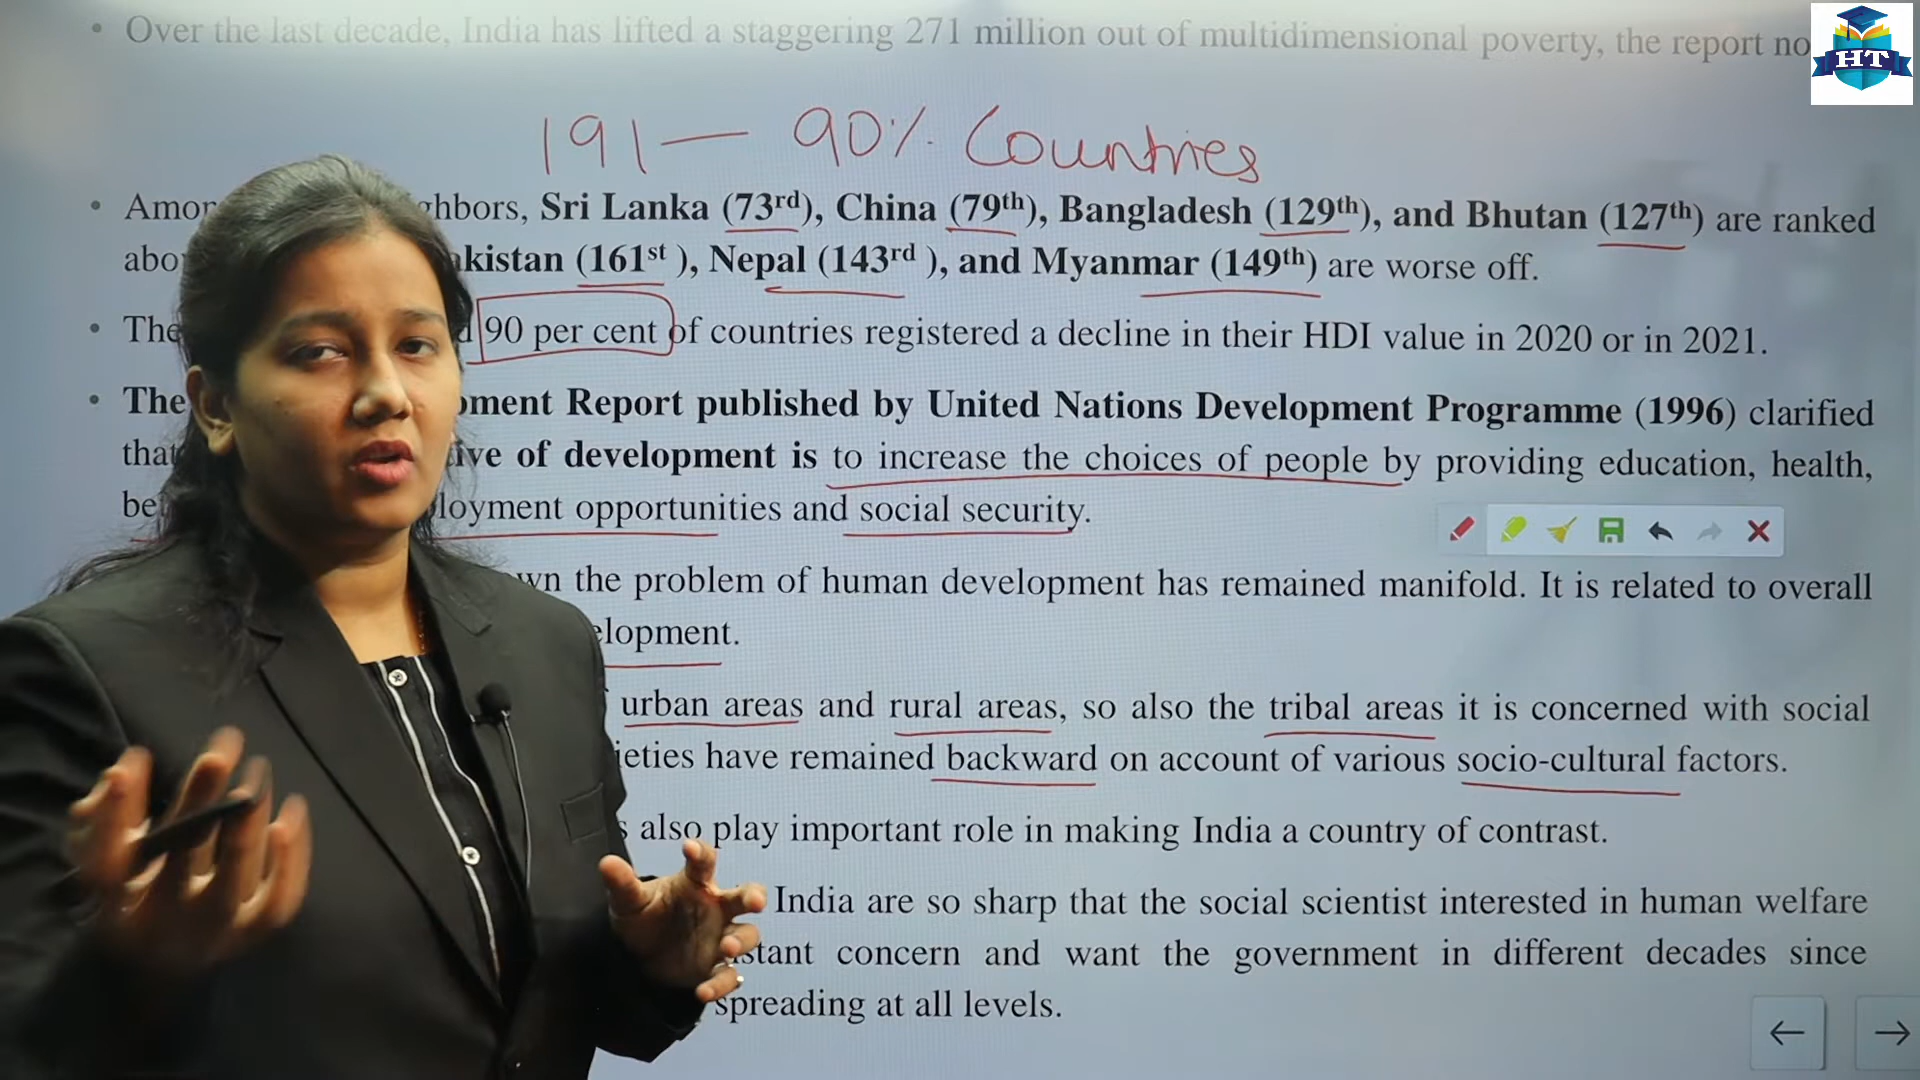 • Over the last decade, India has lifted a staggering 271 million out of multidimensional poverty, the report no
HT
191 — 90% Countries
• Amon ghbors, Sri Lanka (73rd), China (79th), Bangladesh (129th), and Bhutan (127th) are ranked
abo kistan (161st ), Nepal (143rd ), and Myanmar (149th) are worse off.
• The d 90 per cent of countries registered a decline in their HDI value in 2020 or in 2021.
• The pment Report published by United Nations Development Programme (1996) clarified
that ive of development is to increase the choices of people by providing education, health,
be loyment opportunities and social security.
wn the problem of human development has remained manifold. It is related to overall
elopment.
urban areas and rural areas, so also the tribal areas it is concerned with social
ieties have remained backward on account of various socio-cultural factors.
s also play important role in making India a country of contrast.
India are so sharp that the social scientist interested in human welfare
stant concern and want the government in different decades since
spreading at all levels.